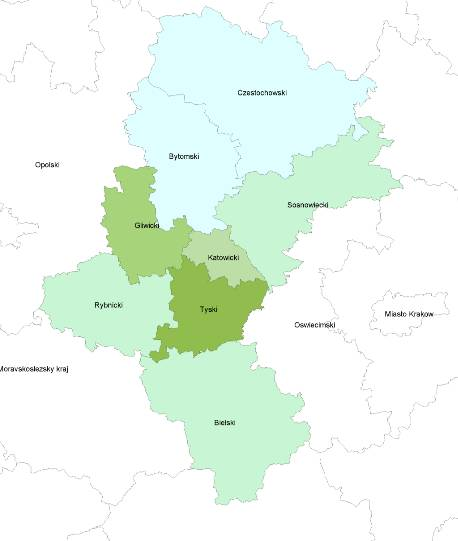 Czestochowski
Bytomski
Opolski
Sosnowiecki
Gliwicki
Katowicki
Rybnicki
Tyski
Miasto Krakow
Oswiecimski
Moravskoslezsky kraj
Bielski